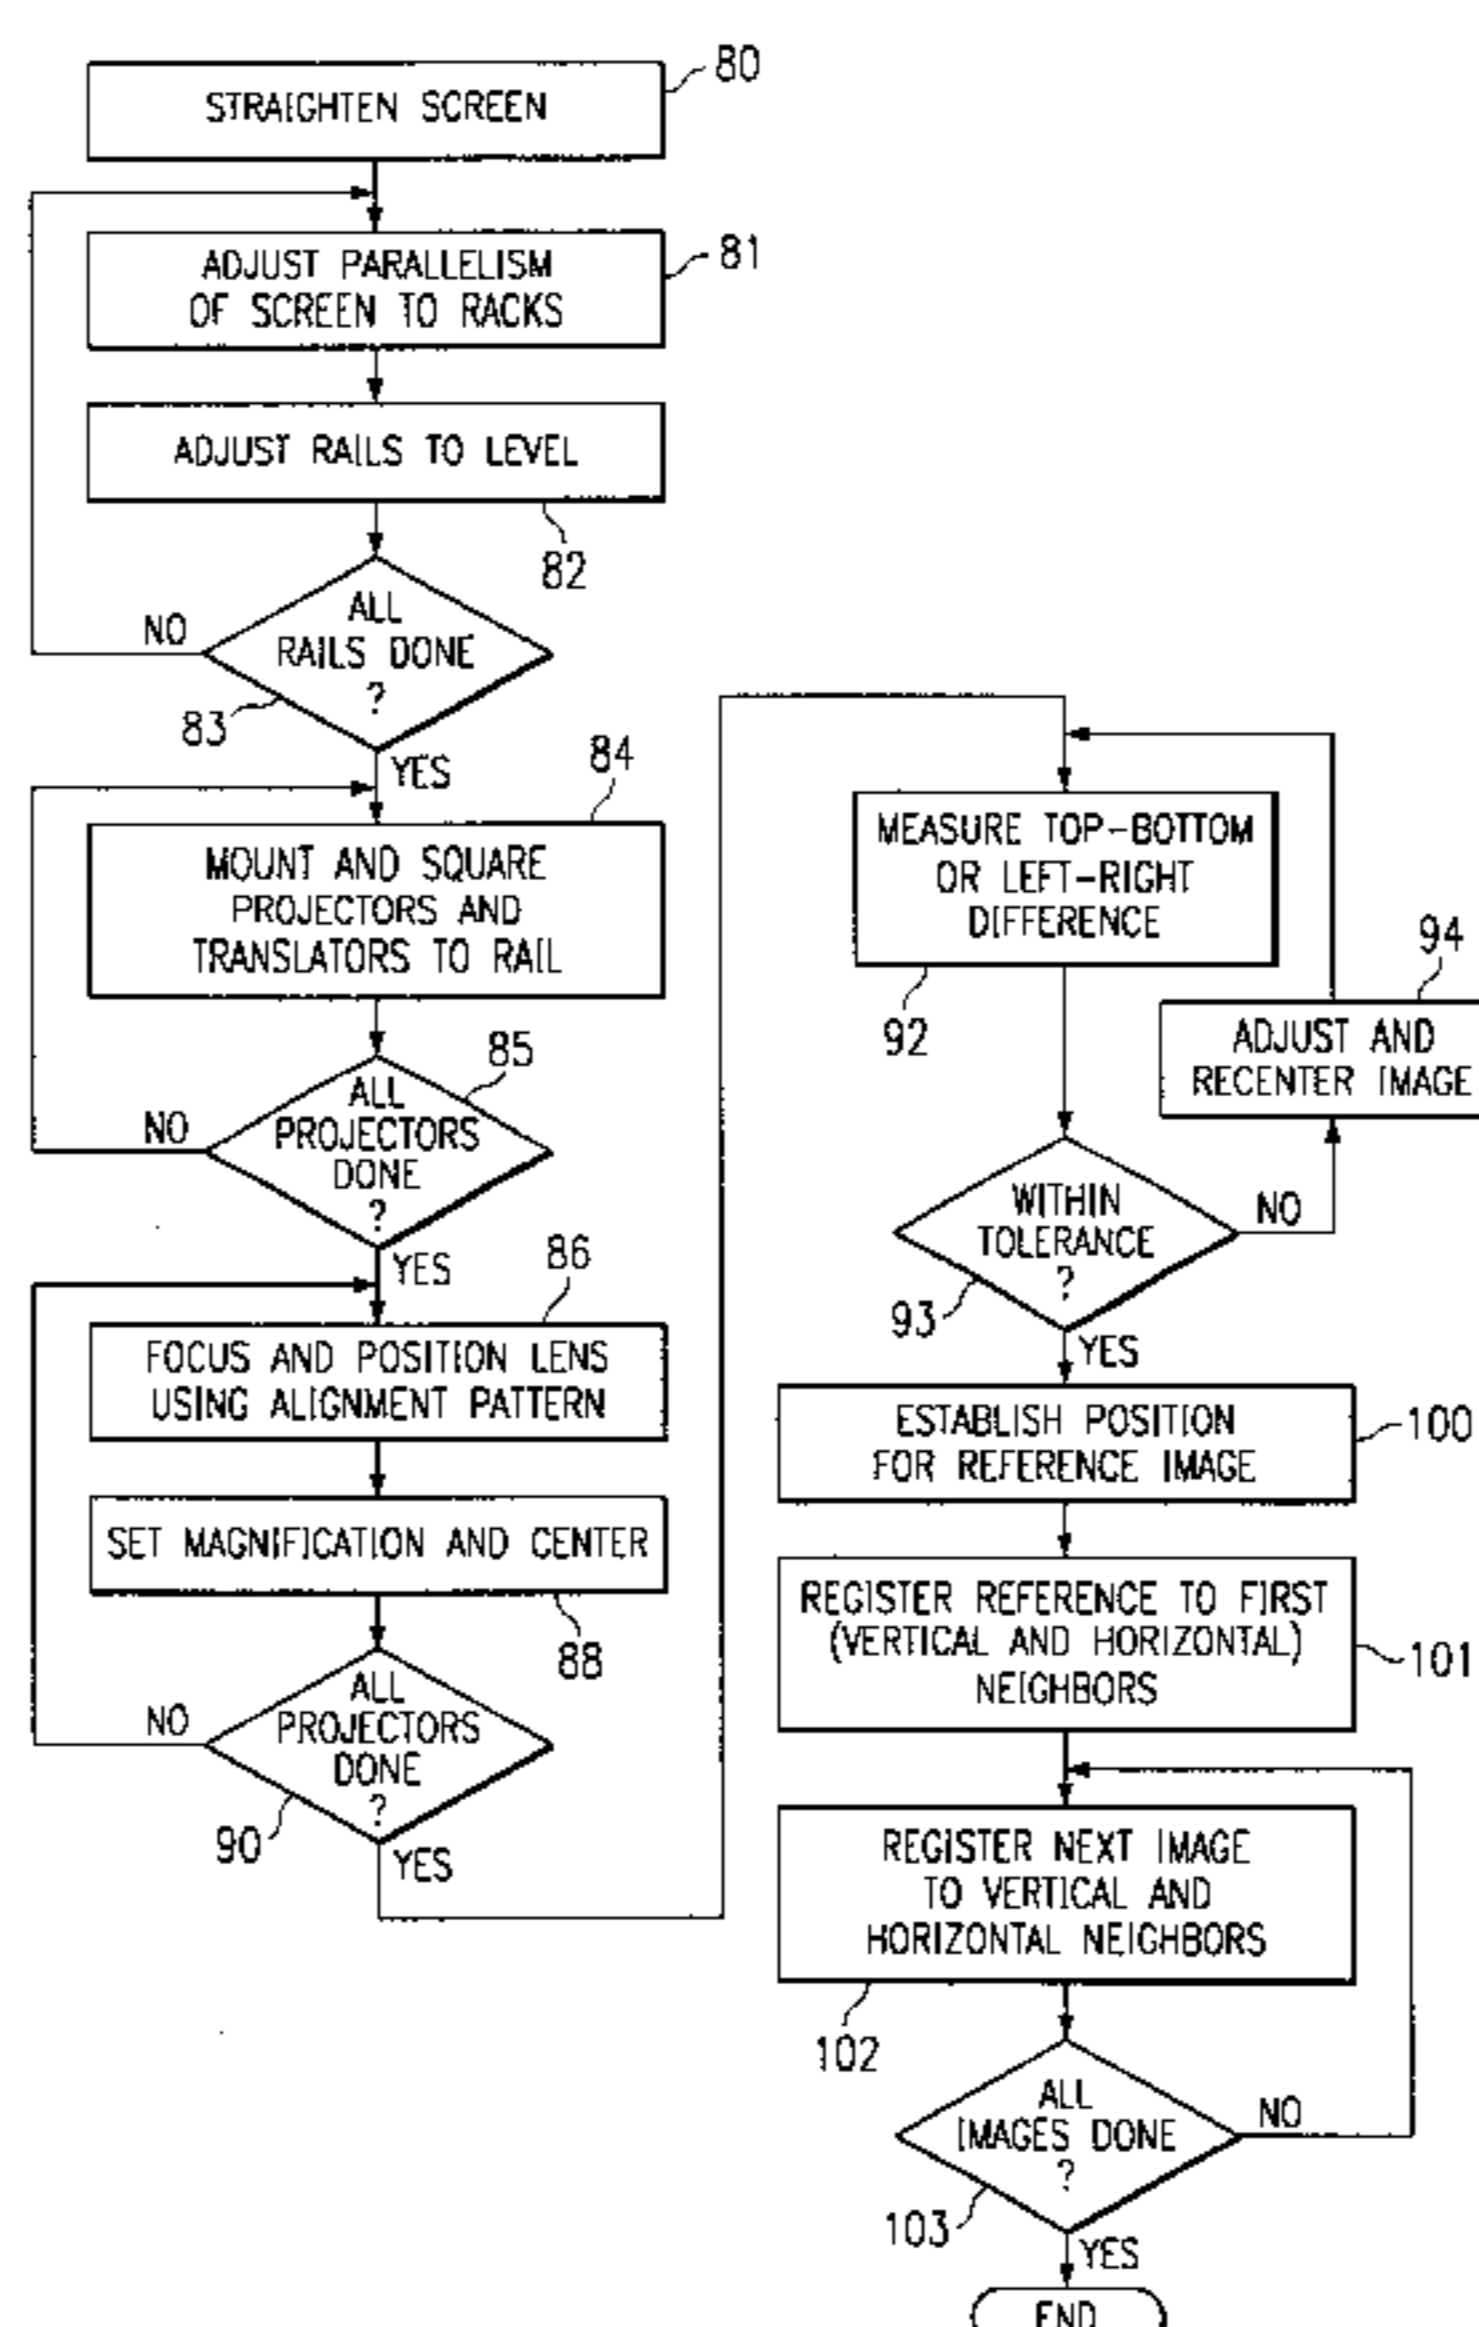 80
STRAIGHTEN SCREEN
81
ADJUST PARALLELISM
OF SCREEN TO RACKS
ADJUST RAILS TO LEVEL
82
ALL
RAILS DONE
?
NO
83
YES
84
MOUNT AND SQUARE
PROJECTORS AND
TRANSLATORS TO RAIL
85
ALL
PROJECTORS
DONE
?
NO
YES
86
FOCUS AND POSITION LENS
USING ALIGNMENT PATTERN
SET MAGNIFICATION AND CENTER
88
ALL
PROJECTORS
DONE
?
NO
90
YES
MEASURE TOP-BOTTOM
OR LEFT-RIGHT
DIFFERENCE
92
94
ADJUST AND
RECENTER IMAGE
WITHIN
TOLERANCE
?
NO
93
YES
ESTABLISH POSITION
FOR REFERENCE IMAGE
100
REGISTER REFERENCE TO FIRST
(VERTICAL AND HORIZONTAL)
NEIGHBORS
101
REGISTER NEXT IMAGE
TO VERTICAL AND
HORIZONTAL NEIGHBORS
102
ALL
IMAGES DONE
?
NO
103
YES
END